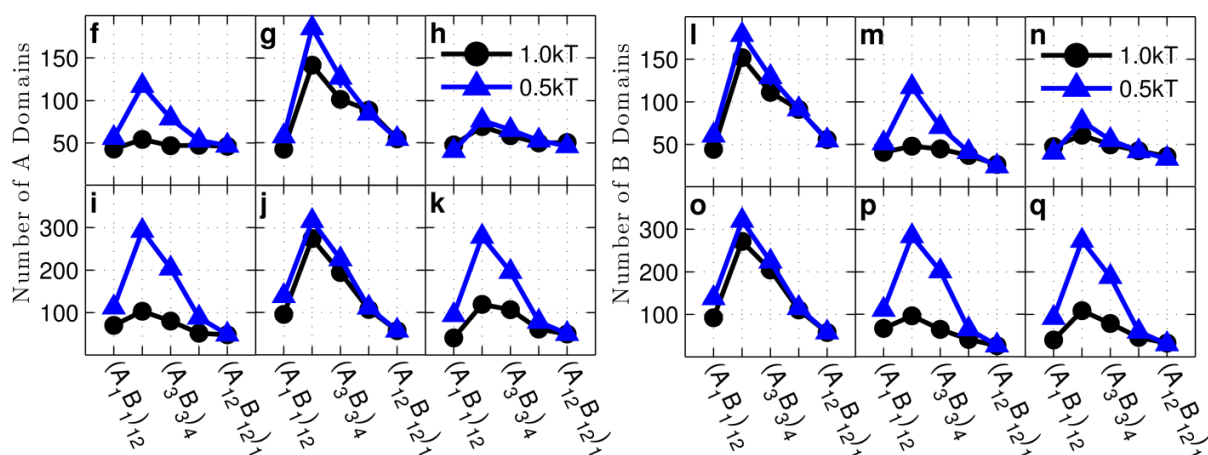 Number of A Domains
f
g
h
1.0kT
0.5kT
150
100
50
i
j
k
300
200
100
(A1B1)12
(A3B3)4
(A12B12)1
(A1B1)12
(A3B3)4
(A12B12)1
(A1B1)12
(A3B3)4
(A12B12)1
Number of B Domains
l
m
n
1.0kT
0.5kT
150
100
50
o
p
q
300
200
100
(A1B1)12
(A3B3)4
(A12B12)1
(A1B1)12
(A3B3)4
(A12B12)1
(A1B1)12
(A3B3)4
(A12B12)1